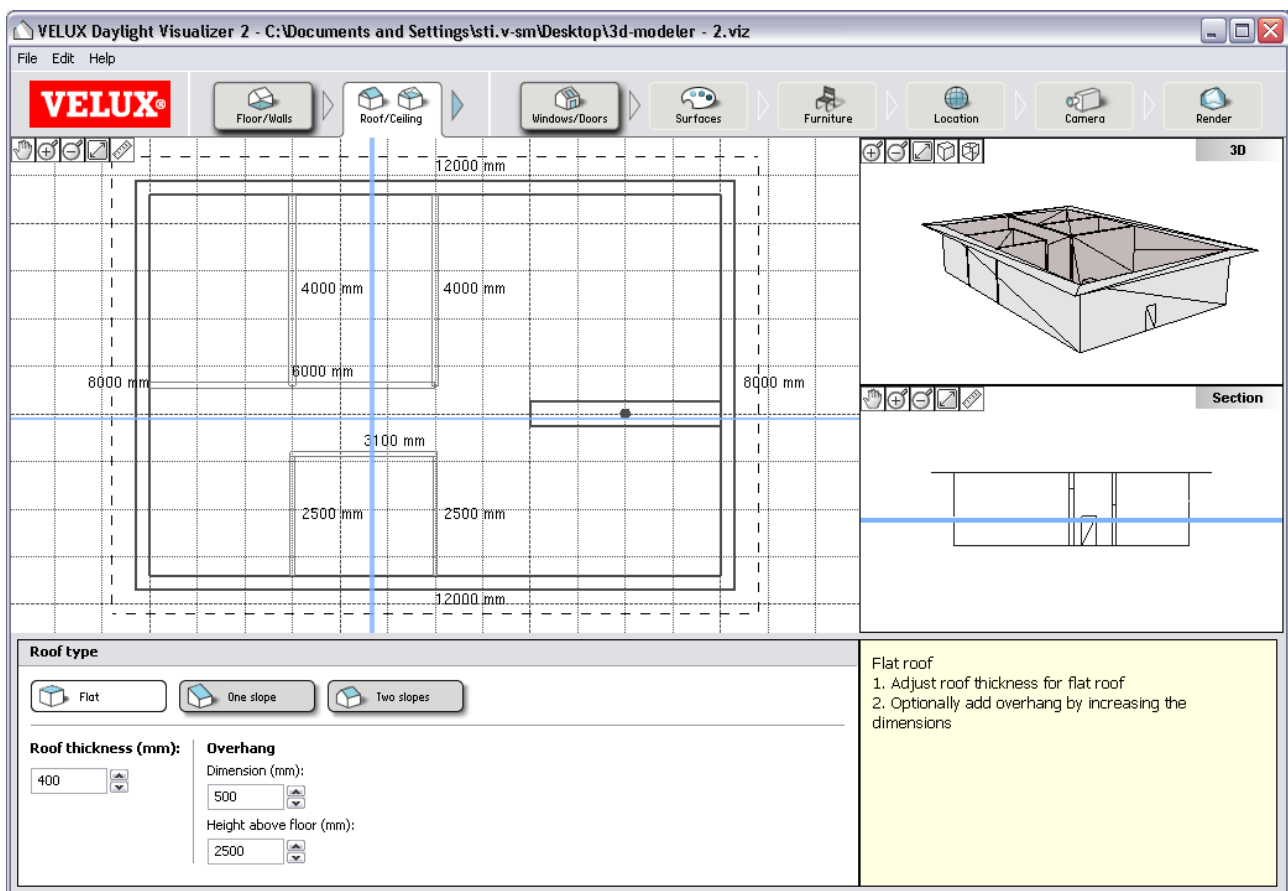 VELUX Daylight Visualizer 2 - C:\Documents and Settings\sti.v-sm\Desktop\3d-modeler - 2.viz
File Edit Help
VELUX®
Floor/Walls
Roof/Ceiling
Windows/Doors
Surfaces
Furniture
Location
Camera
Render
12000 mm
4000 mm
4000 mm
6000 mm
8000 mm
8000 mm
3100 mm
2500 mm
2500 mm
12000 mm
3D
Section
Roof type
Flat
One slope
Two slopes
Roof thickness (mm):
400
Overhang
Dimension (mm):
500
Height above floor (mm):
2500
Flat roof
1. Adjust roof thickness for flat roof
2. Optionally add overhang by increasing the
dimensions